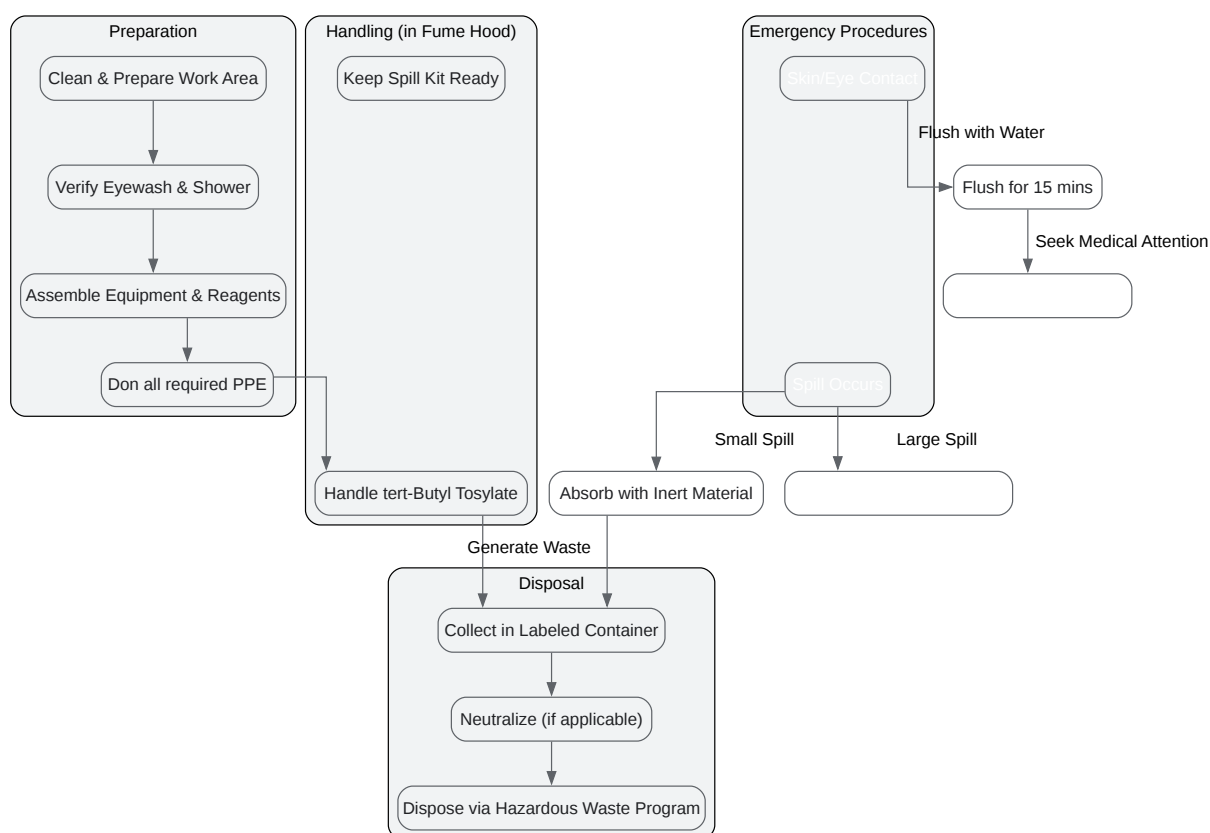 Preparation
Clean & Prepare Work Area
Verify Eyewash & Shower
Assemble Equipment & Reagents
Don all required PPE
Handling (in Fume Hood)
Keep Spill Kit Ready
Handle tert-Butyl Tosylate
Emergency Procedures
Skin/Eye Contact
Flush with Water
Flush for 15 mins
Seek Medical Attention
Spill Occurs
Small Spill
Large Spill
Absorb with Inert Material
Generate Waste
Disposal
Collect in Labeled Container
Neutralize (if applicable)
Dispose via Hazardous Waste Program